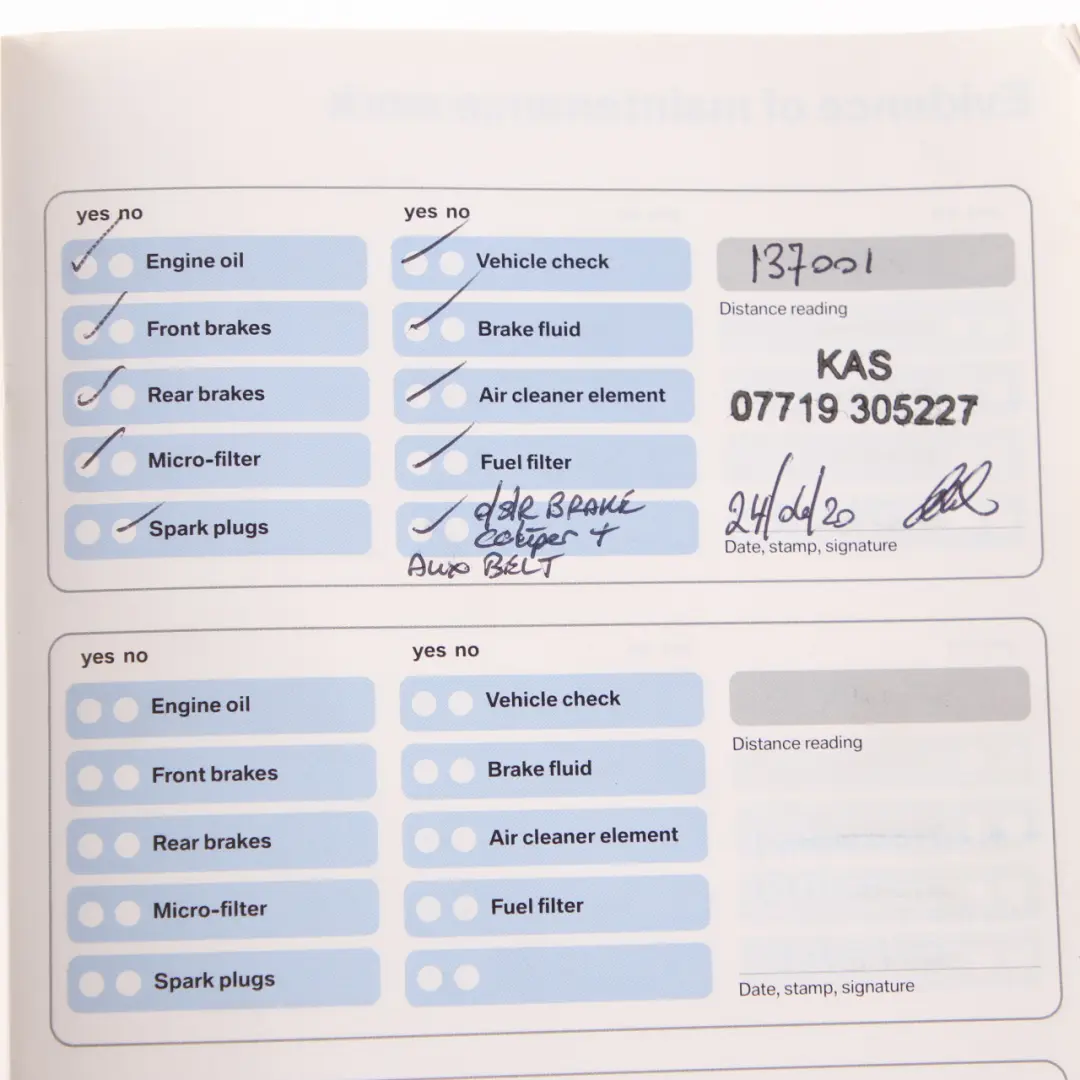 yes no
Engine oil
Front brakes
Rear brakes
Micro-filter
Spark plugs
yes no
Vehicle check
Brake fluid
Air cleaner element
Fuel filter
BRAKE
caliper +
Aux BELT
137001
Distance reading
KAS
07719 305227
24/06/20
Date, stamp, signature
yes no
Engine oil
Front brakes
Rear brakes
Micro-filter
Spark plugs
yes no
Vehicle check
Brake fluid
Air cleaner element
Fuel filter
Distance reading
Date, stamp, signature